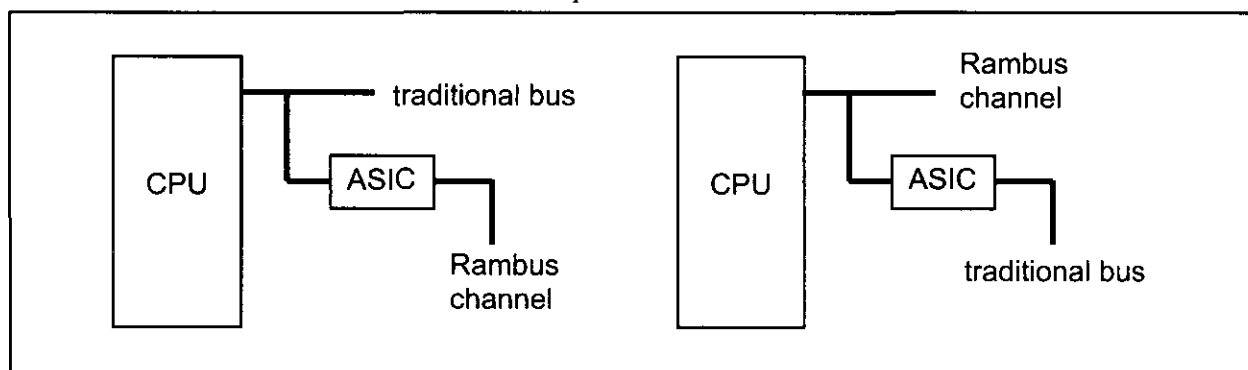 traditional bus
CPU
ASIC
Rambus
channel
Rambus
channel
CPU
ASIC
traditional bus